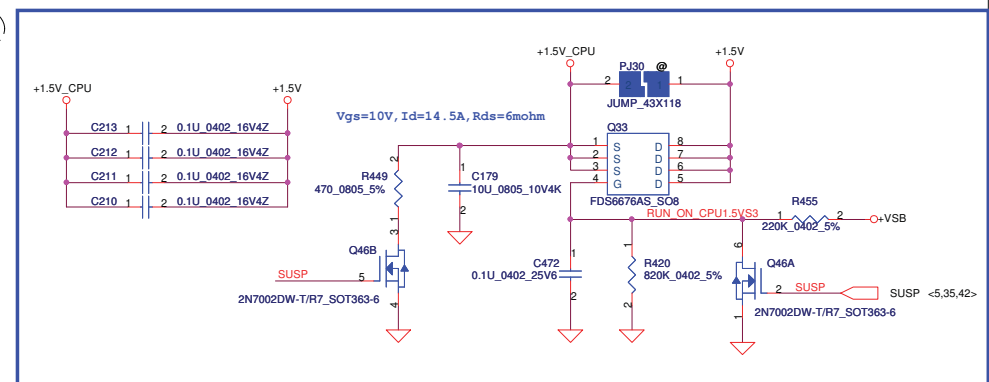 +1.5V_CPU
PJ30 @
+1.5V
2 2 1 1
JUMP_43X118
+1.5V_CPU
+1.5V
Vgs=10V,Id=14.5A,Rds=6mohm
C213 1 2 0.1U_0402_16V4Z
C212 1 2 0.1U_0402_16V4Z
C211 1 2 0.1U_0402_16V4Z
C210 1 2 0.1U_0402_16V4Z
Q33
1 S D 8
2 S D 7
3 S D 6
4 G D 5
FDS6676AS_SO8
2
R449
470_0805_5%
1
1
C179
10U_0805_10V4K
2
RUN_ON_CPU1.5VS3
R455
1 2 +VSB
220K_0402_5%
3
Q46B
SUSP 5
2N7002DW-T/R7_SOT363-6
4
1
C472
0.1U_0402_25V6
2
1
R420
820K_0402_5%
2
6
Q46A
2 SUSP
SUSP <5,35,42>
2N7002DW-T/R7_SOT363-6
1